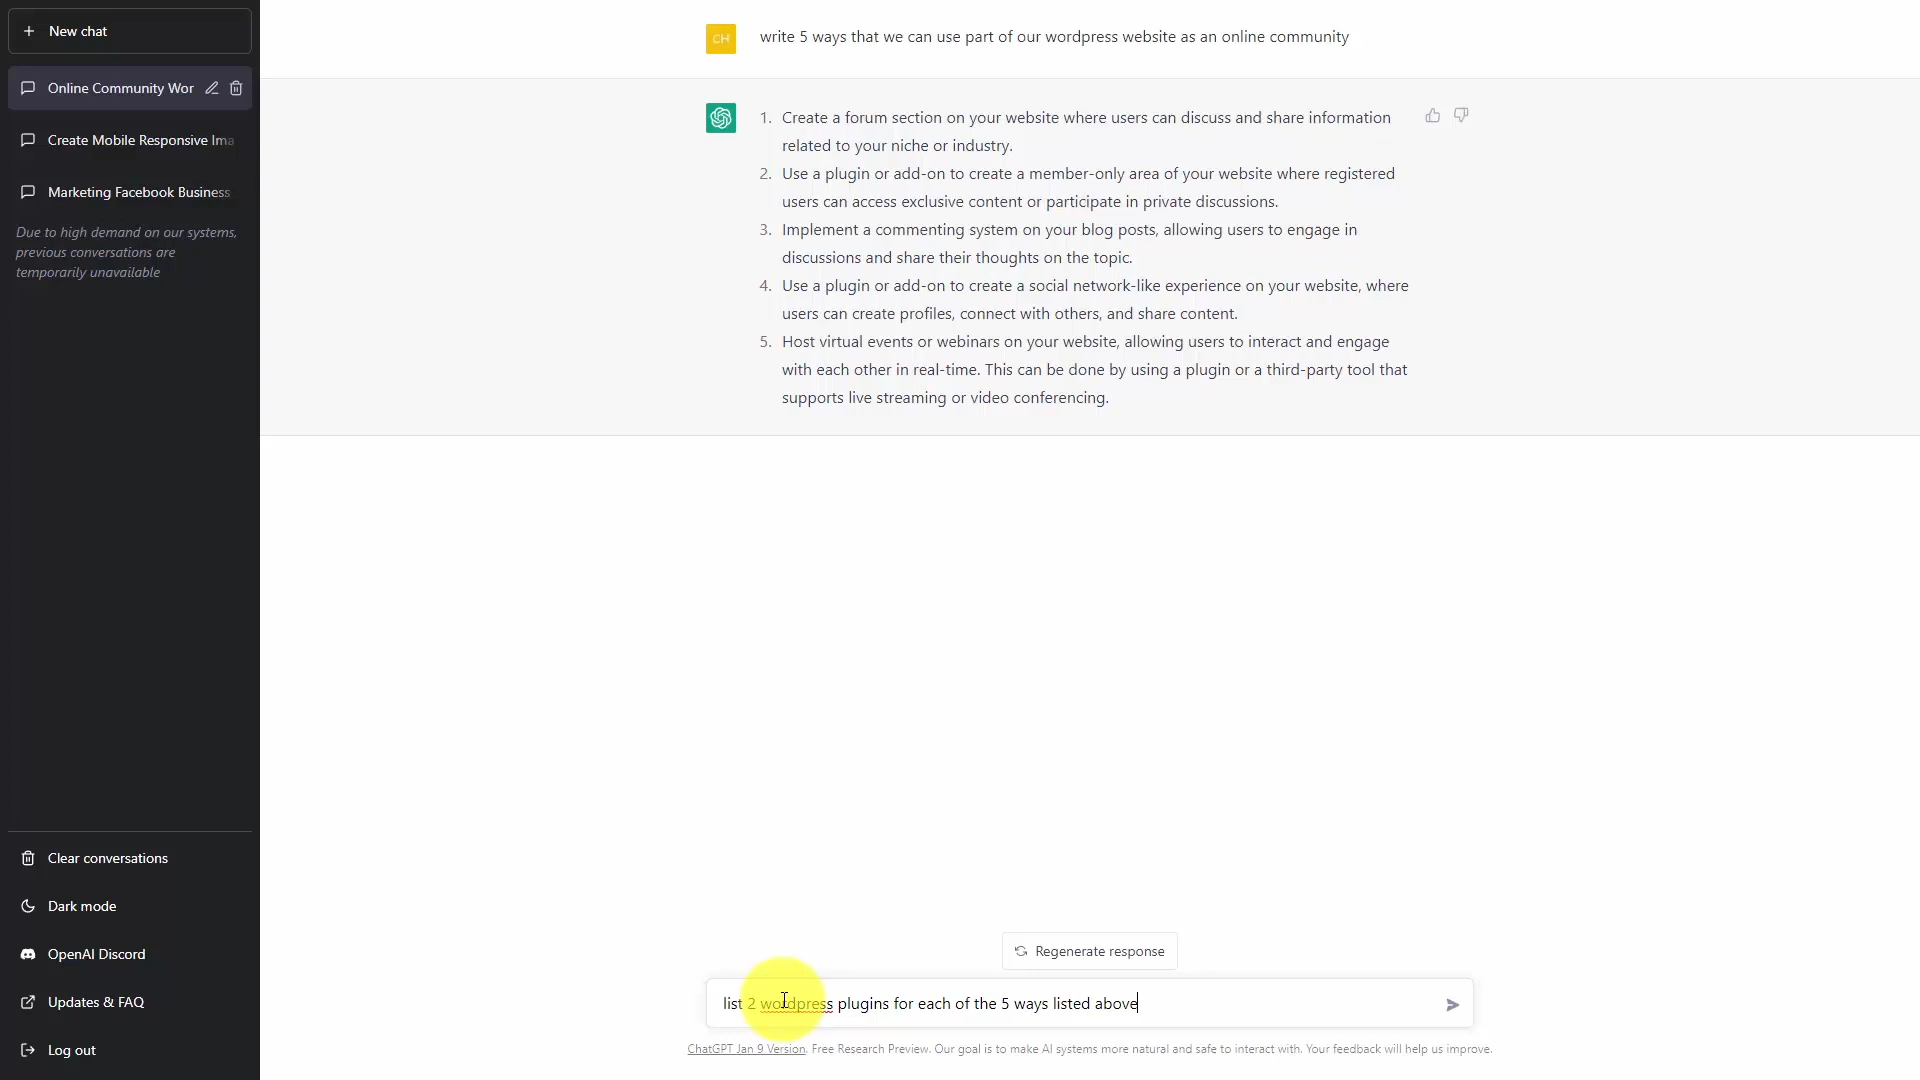 New chat
Online Community Wor
Create Mobile Responsive Ima
Marketing Facebook Business
Due to high demand on our systems,
previous conversations are
temporarily unavailable
Clear conversations
Dark mode
OpenAI Discord
Updates & FAQ
Log out
CH
write 5 ways that we can use part of our wordpress website as an online community
1. Create a forum section on your website where users can discuss and share information
related to your niche or industry.
2. Use a plugin or add-on to create a member-only area of your website where registered
users can access exclusive content or participate in private discussions.
3. Implement a commenting system on your blog posts, allowing users to engage in
discussions and share their thoughts on the topic.
4. Use a plugin or add-on to create a social network-like experience on your website, where
users can create profiles, connect with others, and share content.
5. Host virtual events or webinars on your website, allowing users to interact and engage
with each other in real-time. This can be done by using a plugin or a third-party tool that
supports live streaming or video conferencing.
Regenerate response
list 2 wordpress plugins for each of the 5 ways listed above
ChatGPT Jan 9 Version. Free Research Preview. Our goal is to make AI systems more natural and safe to interact with. Your feedback will help us improve.